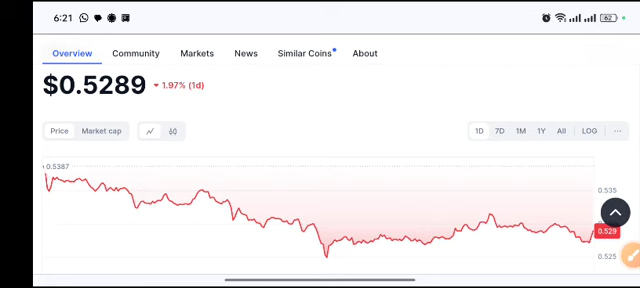 6:21
62
Overview Community Markets News Similar Coins About
$0.5289 1.97% (1d)
Price Market cap 1D 7D 1M 1Y All LOG ...
0.5387
0.535
0.529
0.525